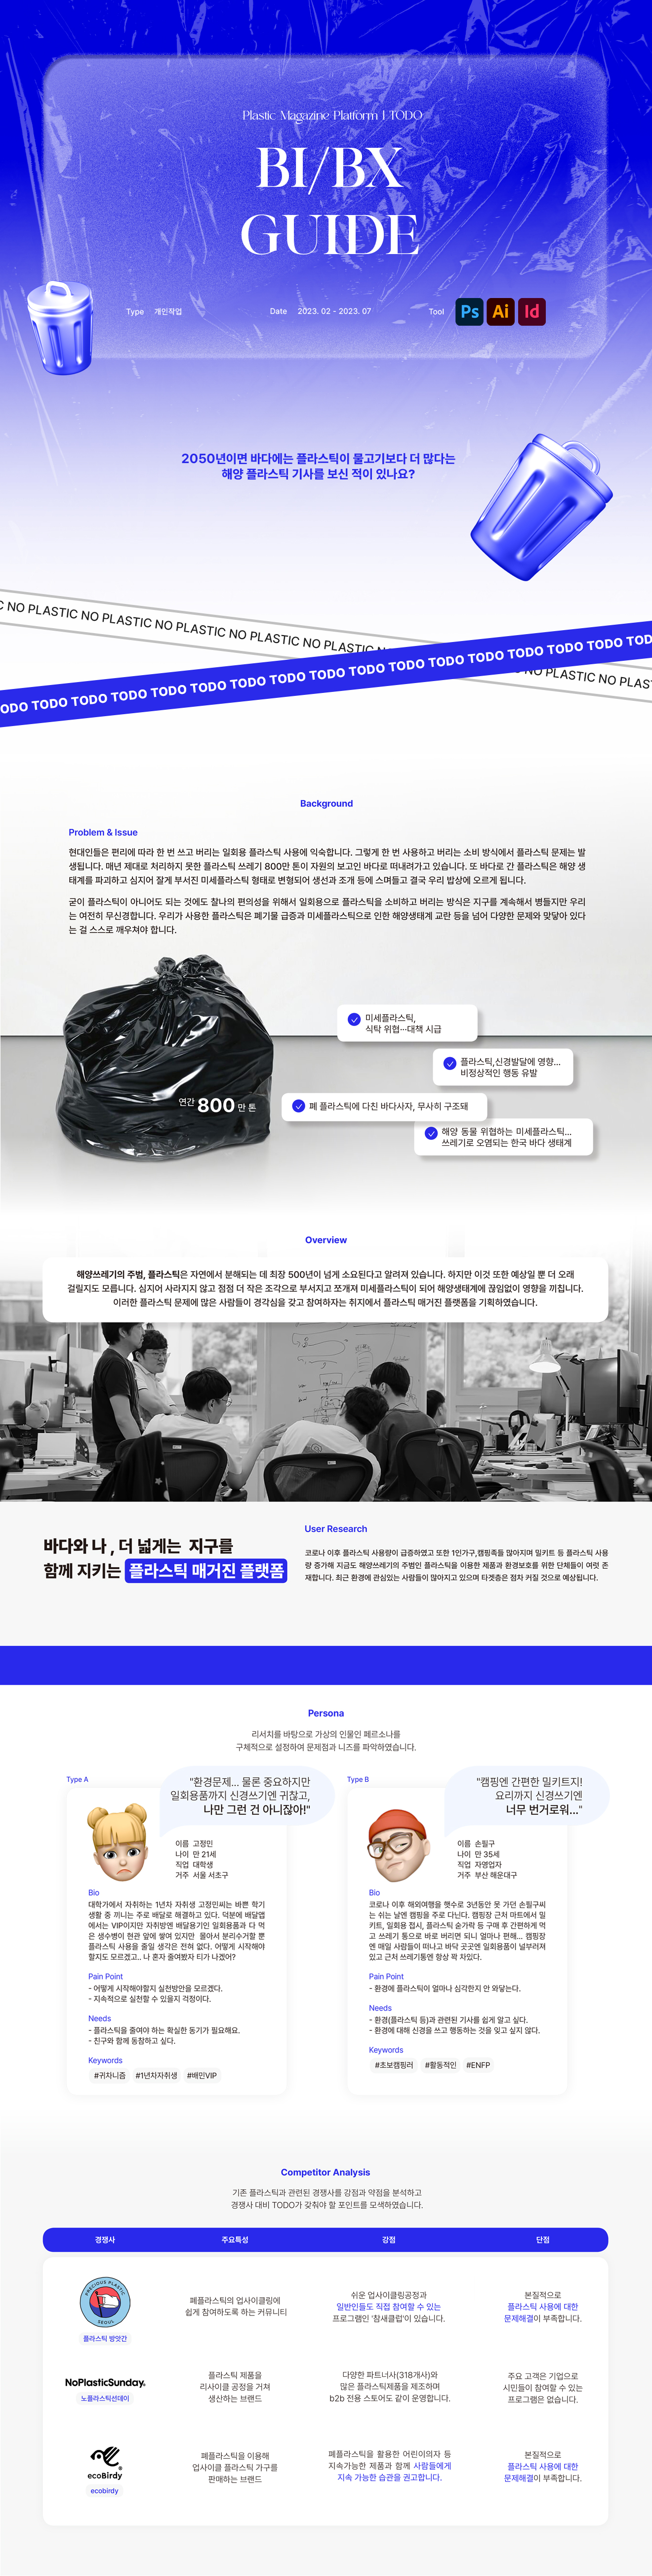 Plastic Magazine Platform I TODO
BI/BX
GUIDE
Type 개인작업
Date 2023. 02 - 2023. 07
Tool Ps Ai Id
2050년이면 바다에는 플라스틱이 물고기보다 더 많다는
해양 플라스틱 기사를 보신 적이 있나요?
C NO PLASTIC NO PLASTIC NO PLASTIC NO PLASTIC NO PLASTIC
NO PLASTIC NO PLAST
ODO TODO TODO TODO TODO TODO TODO TODO TODO TODO TODO TODO TODO TODO TODO TODO TOD
Background
Problem & Issue
현대인들은 편리에 따라 한 번 쓰고 버리는 일회용 플라스틱 사용에 익숙합니다. 그렇게 한 번 사용하고 버리는 소비 방식에서 플라스틱 문제는 발
생됩니다. 매년 제대로 처리하지 못한 플라스틱 쓰레기 800만 톤이 자원의 보고인 바다로 떠내려가고 있습니다. 또 바다로 간 플라스틱은 해양 생
태계를 파괴하고 심지어 잘게 부서진 미세플라스틱 형태로 변형되어 생선과 조개 등에 스며들고 결국 우리 밥상에 오르게 됩니다.
굳이 플라스틱이 아니어도 되는 것에도 찰나의 편의성을 위해서 일회용으로 플라스틱을 소비하고 버리는 방식은 지구를 계속해서 병들지만 우리
는 여전히 무신경합니다. 우리가 사용한 플라스틱은 폐기물 급증과 미세플라스틱으로 인한 해양생태계 교란 등을 넘어 다양한 문제와 맞닿아 있다
는 걸 스스로 깨우쳐야 합니다.
연간 800 만 톤
미세플라스틱,
식탁 위협…대책 시급
플라스틱,신경발달에 영향...
비정상적인 행동 유발
폐 플라스틱에 다친 바다사자, 무사히 구조돼
해양 동물 위협하는 미세플라스틱...
쓰레기로 오염되는 한국 바다 생태계
Overview
해양쓰레기의 주범, 플라스틱은 자연에서 분해되는 데 최장 500년이 넘게 소요된다고 알려져 있습니다. 하지만 이것 또한 예상일 뿐 더 오래
걸릴지도 모릅니다. 심지어 사라지지 않고 점점 더 작은 조각으로 부서지고 쪼개져 미세플라스틱이 되어 해양생태계에 끊임없이 영향을 끼칩니다.
이러한 플라스틱 문제에 많은 사람들이 경각심을 갖고 참여하자는 취지에서 플라스틱 매거진 플랫폼을 기획하였습니다.
바다와 나 , 더 넓게는 지구를
함께 지키는 플라스틱 매거진 플랫폼
User Research
코로나 이후 플라스틱 사용량이 급증하였고 또한 1인가구,캠핑족들 많아지며 밀키트 등 플라스틱 사용
량 증가해 지금도 해양쓰레기의 주범인 플라스틱을 이용한 제품과 환경보호를 위한 단체들이 여럿 존
재합니다. 최근 환경에 관심있는 사람들이 많아지고 있으며 타겟층은 점차 커질 것으로 예상됩니다.
Persona
리서치를 바탕으로 가상의 인물인 페르소나를
구체적으로 설정하여 문제점과 니즈를 파악하였습니다.
Type A
"환경문제... 물론 중요하지만
일회용품까지 신경쓰기엔 귀찮고,
나만 그런 건 아니잖아!"
이름 고정민
나이 만 21세
직업 대학생
거주 서울 서초구
Bio
대학가에서 자취하는 1년차 자취생 고정민씨는 바쁜 학기
생활 중 끼니는 주로 배달로 해결하고 있다. 덕분에 배달앱
에서는 VIP이지만 자취방엔 배달용기인 일회용품과 다 먹
은 생수병이 현관 앞에 쌓여 있지만 몰아서 분리수거할 뿐
플라스틱 사용을 줄일 생각은 전혀 없다. 어떻게 시작해야
할지도 모르겠고.. 나 혼자 줄여봤자 티가 나겠어?
Pain Point
- 어떻게 시작해야할지 실천방안을 모르겠다.
- 지속적으로 실천할 수 있을지 걱정이다.
Needs
- 플라스틱을 줄여야 하는 확실한 동기가 필요해요.
- 친구와 함께 동참하고 싶다.
Keywords
#귀차니즘 #1년차자취생 #배민VIP
Type B
"캠핑엔 간편한 밀키트지!
요리까지 신경쓰기엔
너무 번거로워..."
이름 손필구
나이 만 35세
직업 자영업자
거주 부산 해운대구
Bio
코로나 이후 해외여행을 햇수로 3년동안 못 가던 손필구씨
는 쉬는 날엔 캠핑을 주로 다닌다. 캠핑장 근처 마트에서 밀
키트, 일회용 접시, 플라스틱 숟가락 등 구매 후 간편하게 먹
고 쓰레기 통으로 바로 버리면 되니 얼마나 편해... 캠핑장
엔 매일 사람들이 떠나고 바닥 곳곳엔 일회용품이 널부러져
있고 근처 쓰레기통엔 항상 꽉 차있다.
Pain Point
- 환경에 플라스틱이 얼마나 심각한지 안 와닿는다.
Needs
- 환경(플라스틱 등)과 관련된 기사를 쉽게 알고 싶다.
- 환경에 대해 신경을 쓰고 행동하는 것을 잊고 싶지 않다.
Keywords
#초보캠핑러 #활동적인 #ENFP
Competitor Analysis
기존 플라스틱과 관련된 경쟁사를 강점과 약점을 분석하고
경쟁사 대비 TODO가 갖춰야 할 포인트를 모색하였습니다.
경쟁사 주요특성 강점 단점
PRECIOUS PLASTIC
SEOUL
플라스틱 방앗간
폐플라스틱의 업사이클링에
쉽게 참여하도록 하는 커뮤니티
쉬운 업사이클링공정과
일반인들도 직접 참여할 수 있는
프로그램인 '참새클럽'이 있습니다.
본질적으로
플라스틱 사용에 대한
문제해결이 부족합니다.
NoPlasticSunday.
노플라스틱선데이
플라스틱 제품을
리사이클 공정을 거쳐
생산하는 브랜드
다양한 파트너사(318개사)와
많은 플라스틱제품을 제조하며
b2b 전용 스토어도 같이 운영합니다.
주요 고객은 기업으로
시민들이 참여할 수 있는
프로그램은 없습니다.
ecoBirdy
ecobirdy
폐플라스틱을 이용해
업사이클 플라스틱 가구를
판매하는 브랜드
폐플라스틱을 활용한 어린이의자 등
지속가능한 제품과 함께 사람들에게
지속 가능한 습관을 권고합니다.
본질적으로
플라스틱 사용에 대한
문제해결이 부족합니다.